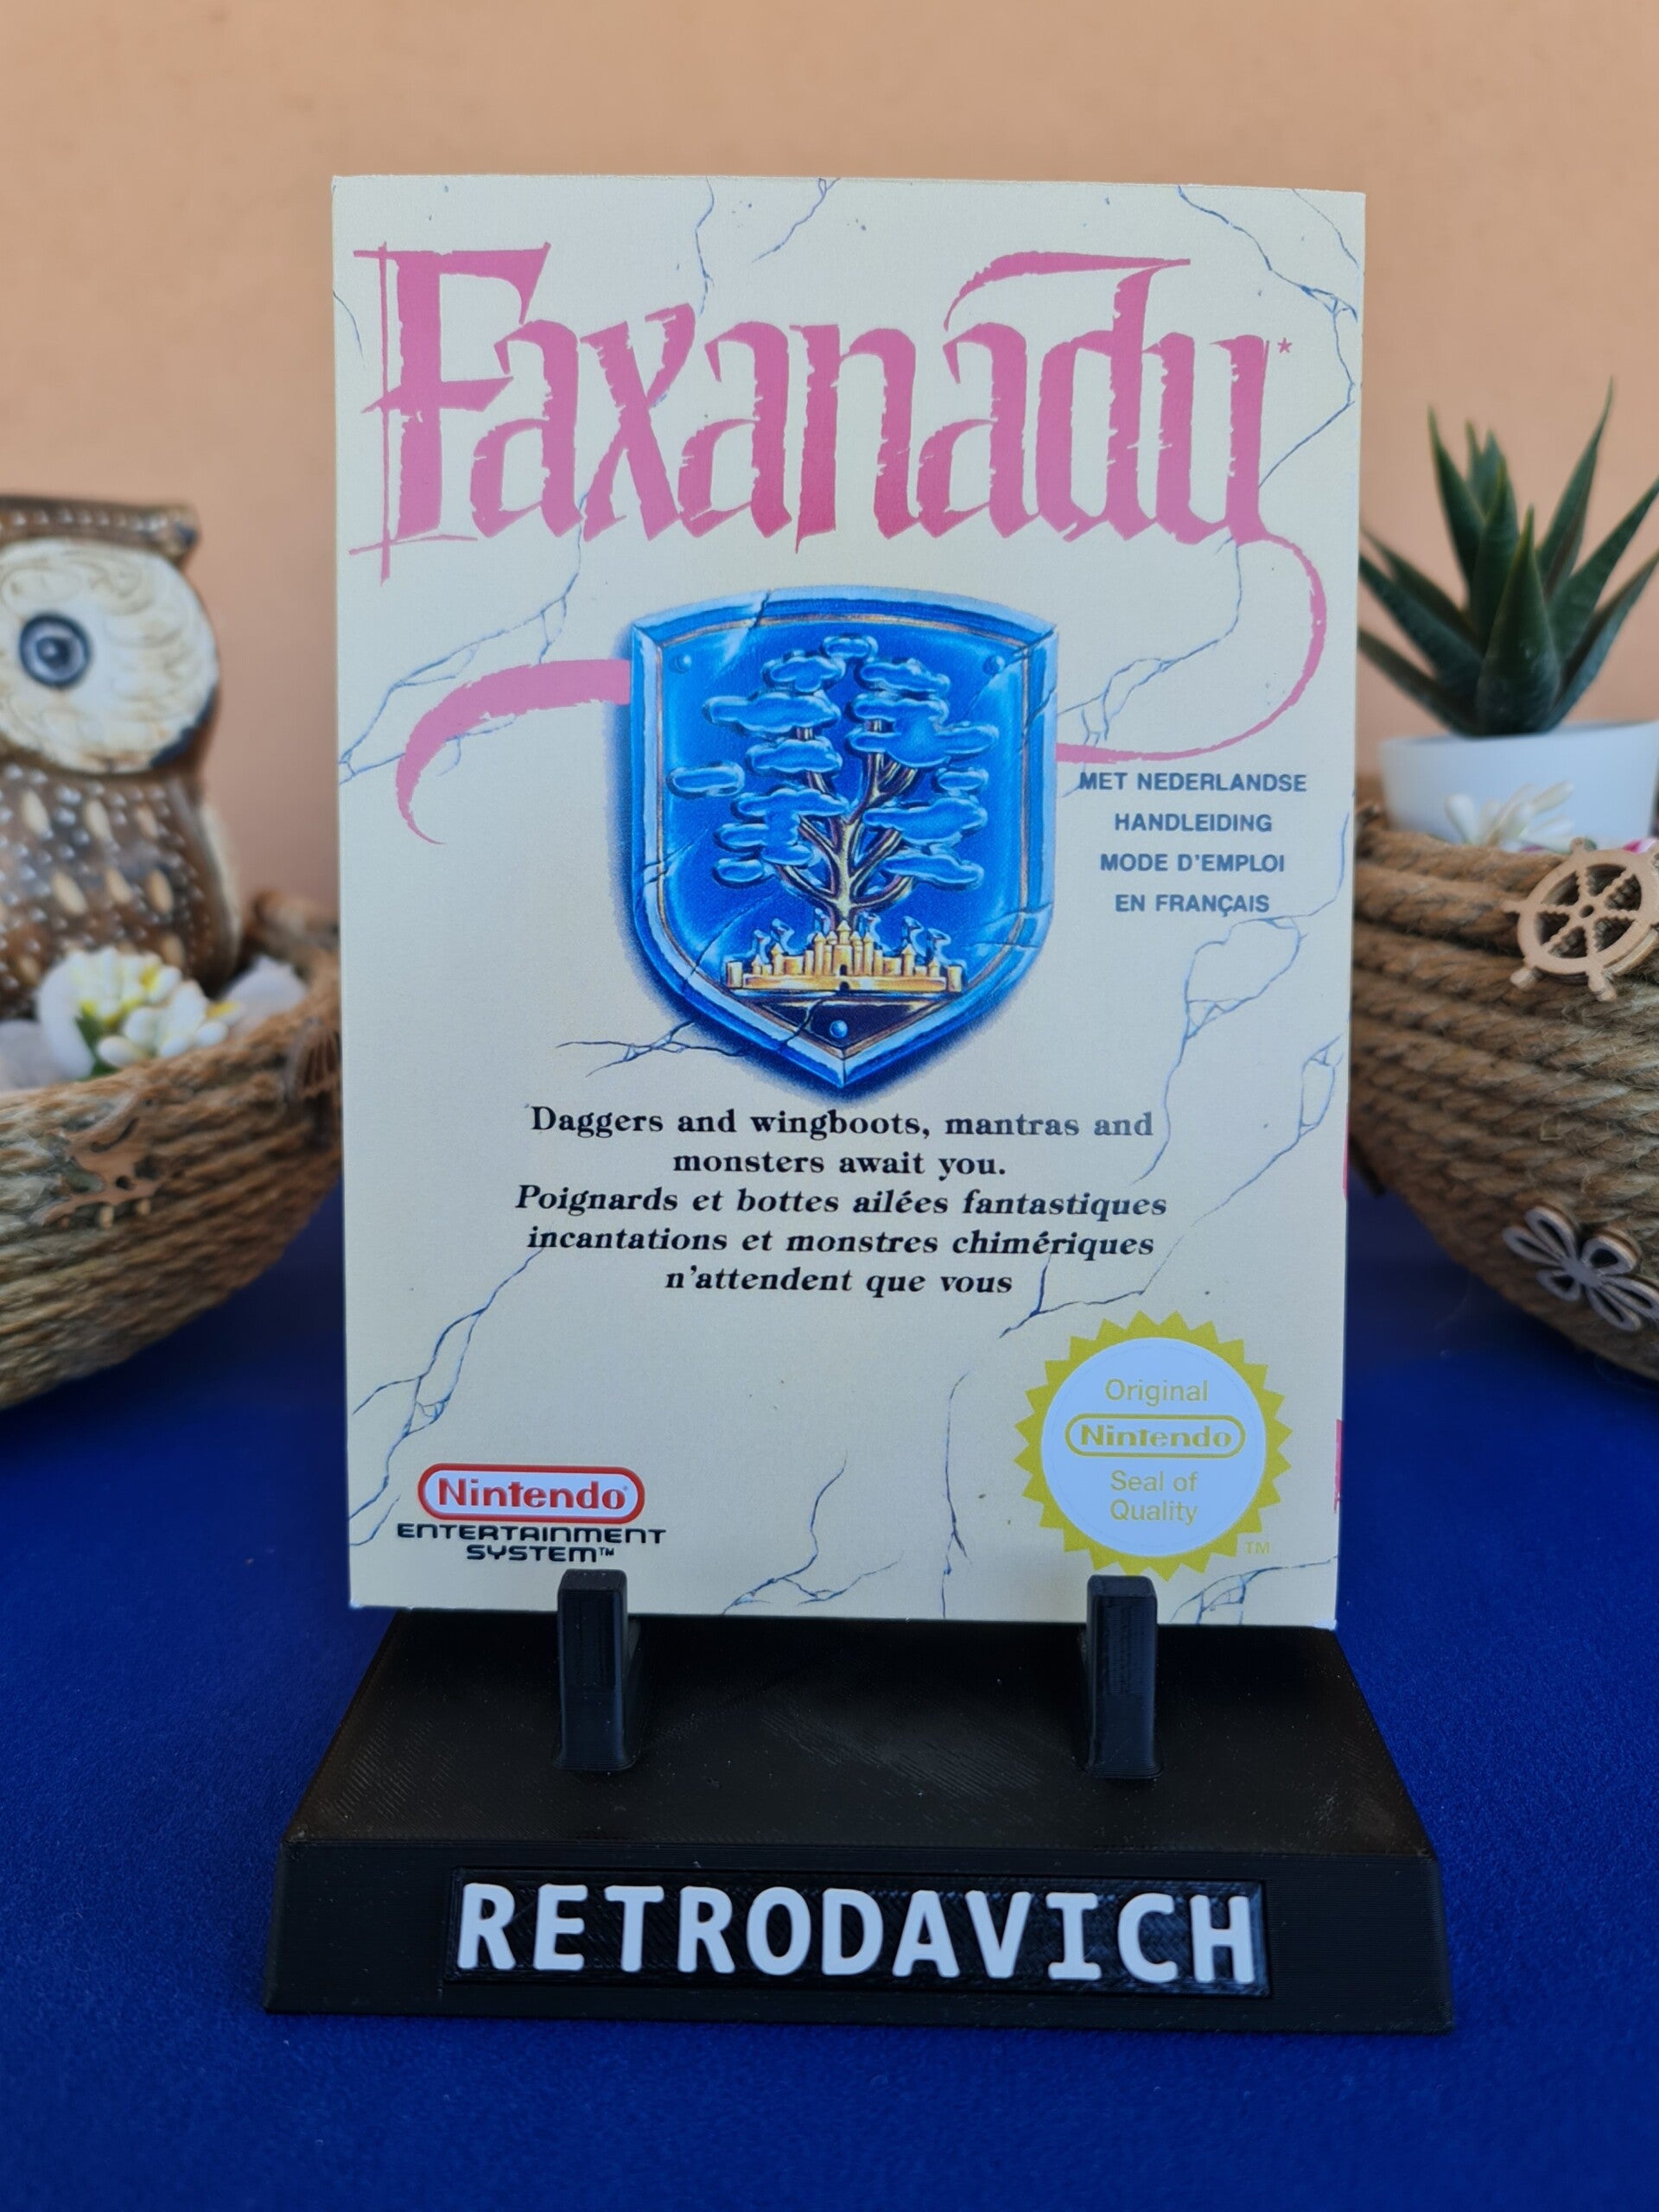 Faxanadu*
MET NEDERLANDSE
HANDLEIDING
MODE D'EMPLOI
EN FRANÇAIS
Daggers and wingboots, mantras and
monsters await you.
Poignards et bottes ailées fantastiques
incantations et monstres chimériques
n'attendent que vous
Original
Nintendo
Seal of
Quality
TM
Nintendo®
ENTERTAINMENT
SYSTEM™
RETRODAVICH